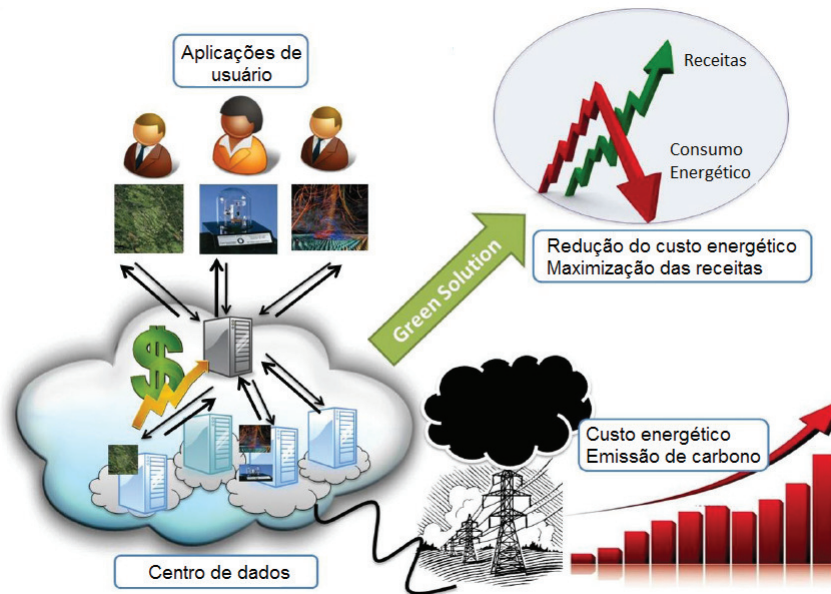 Aplicações de
usuário
Receitas
Consumo
Energético
Redução do custo energético
Maximização das receitas
Green Solution
$
Custo energético
Emissão de carbono
Centro de dados